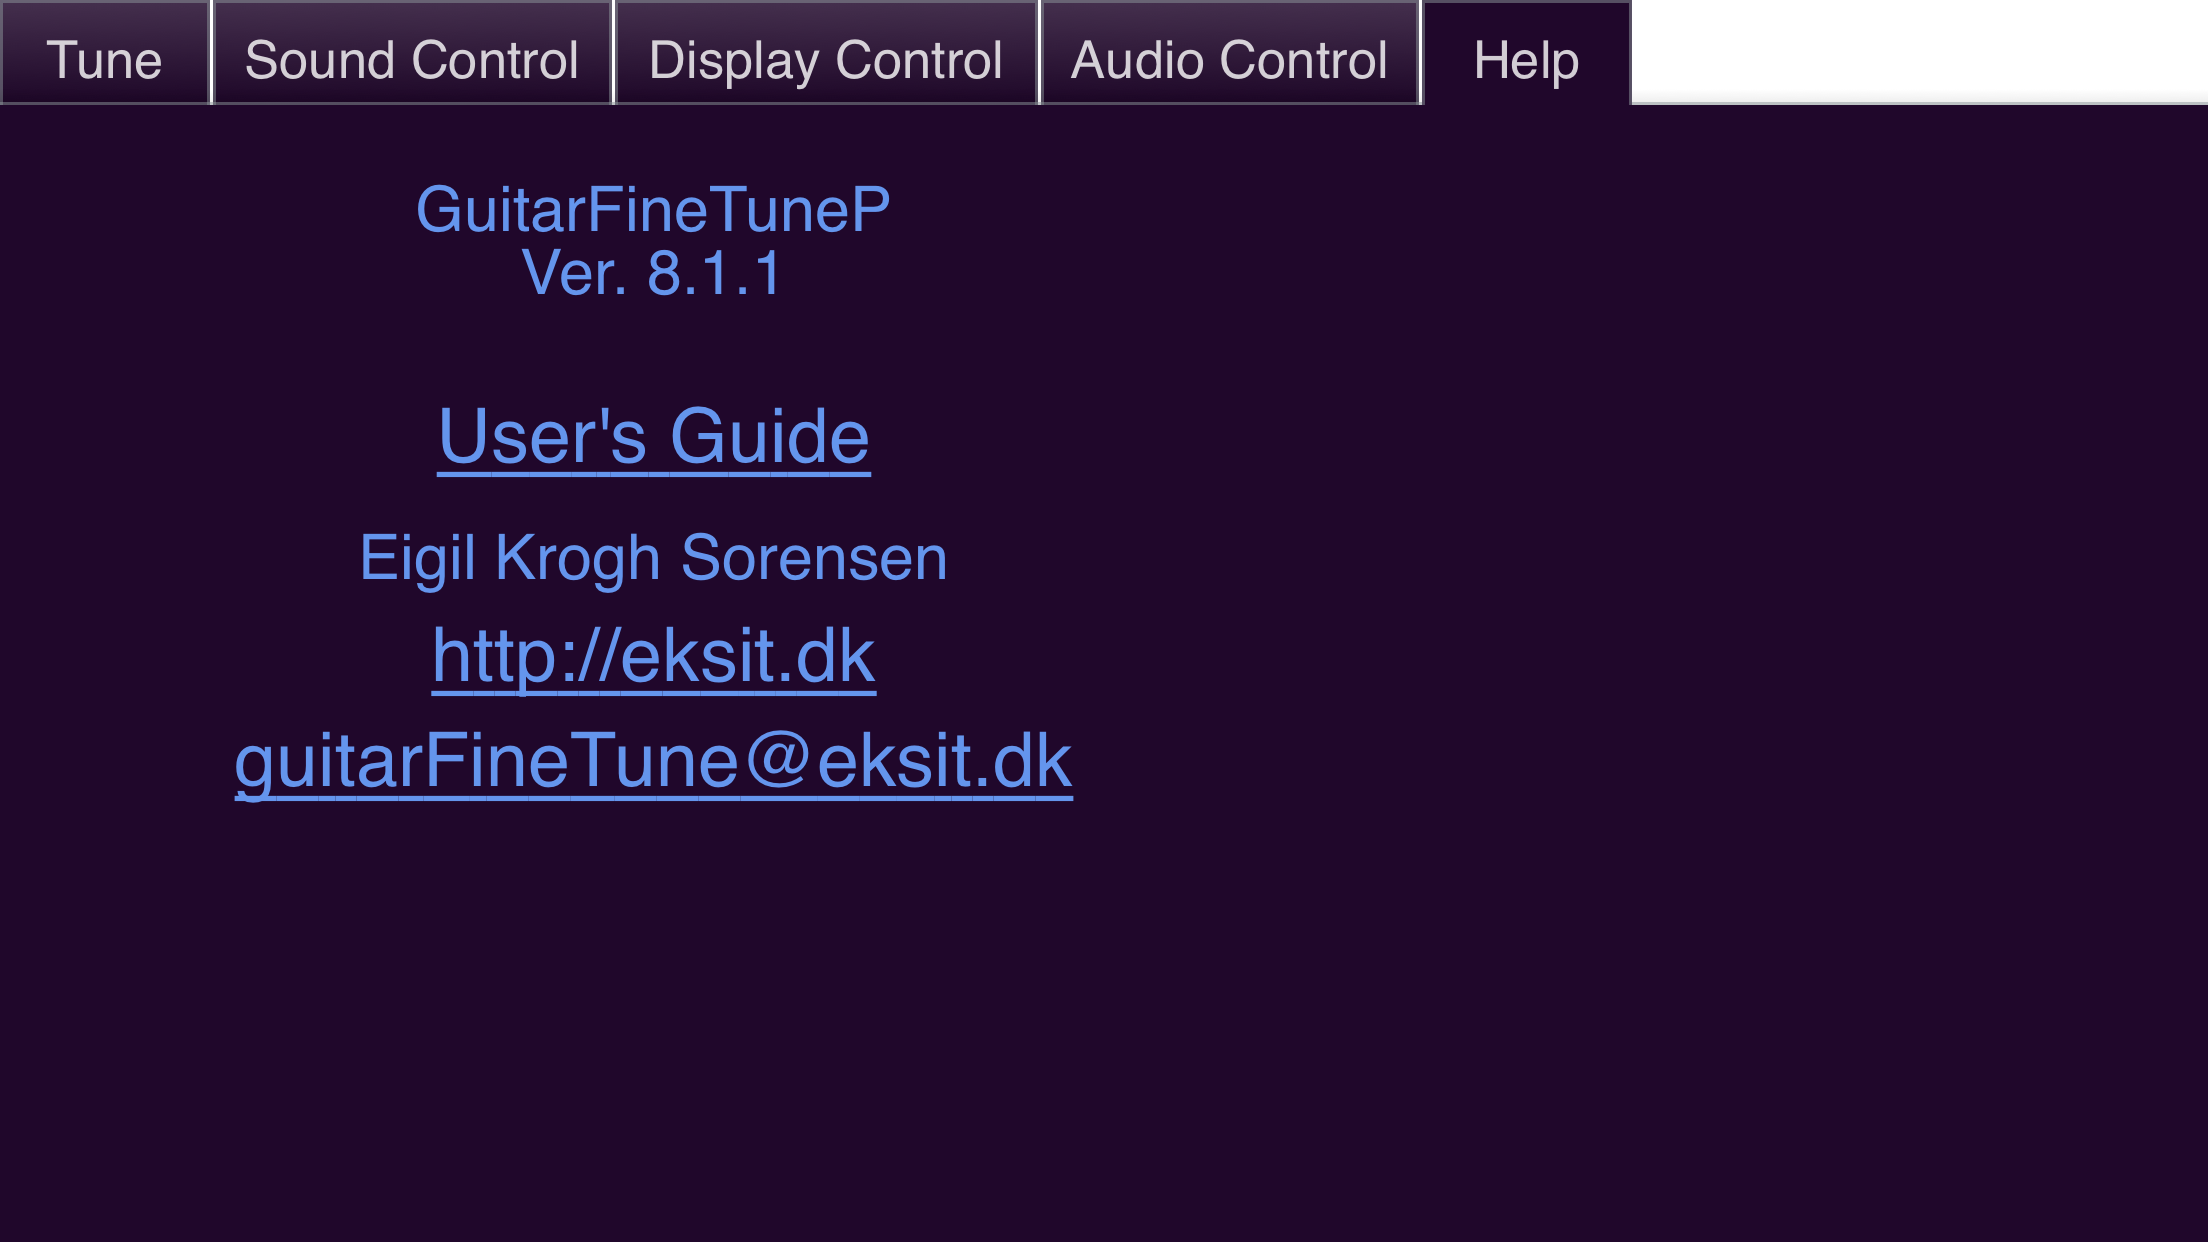 Tune Sound Control Display Control Audio Control Help
GuitarFineTuneP
Ver. 8.1.1
User's Guide
Eigil Krogh Sorensen
http://eksit.dk
guitarFineTune@eksit.dk